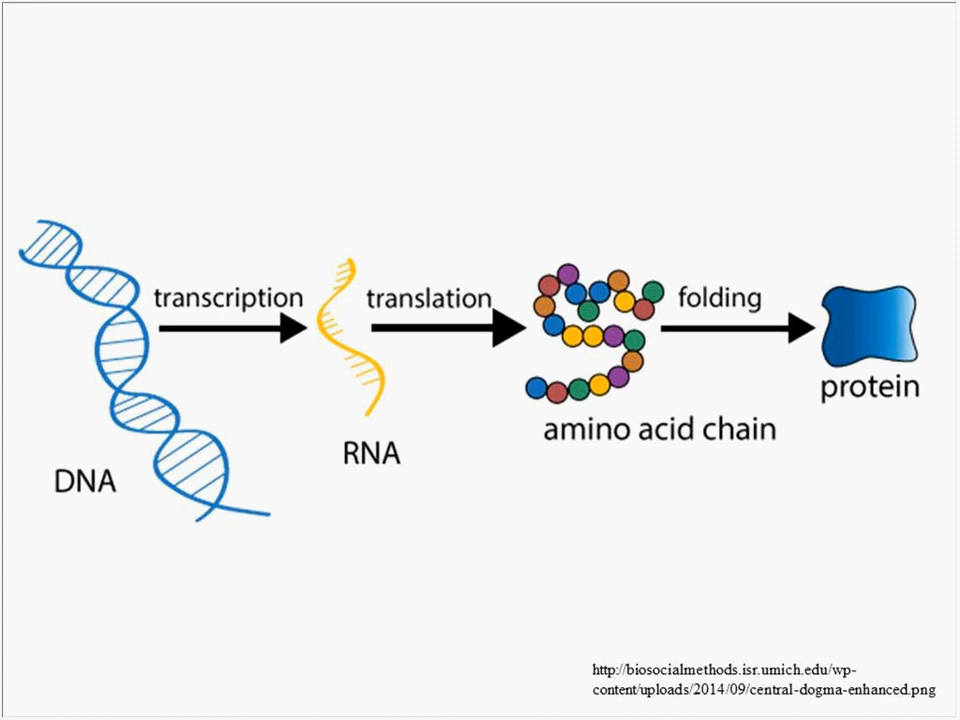 transcription
translation
folding
protein
amino acid chain
RNA
DNA
http://biosocialmethods.isr.umich.edu/wp-
content/uploads/2014/09/central-dogma-enhanced.png